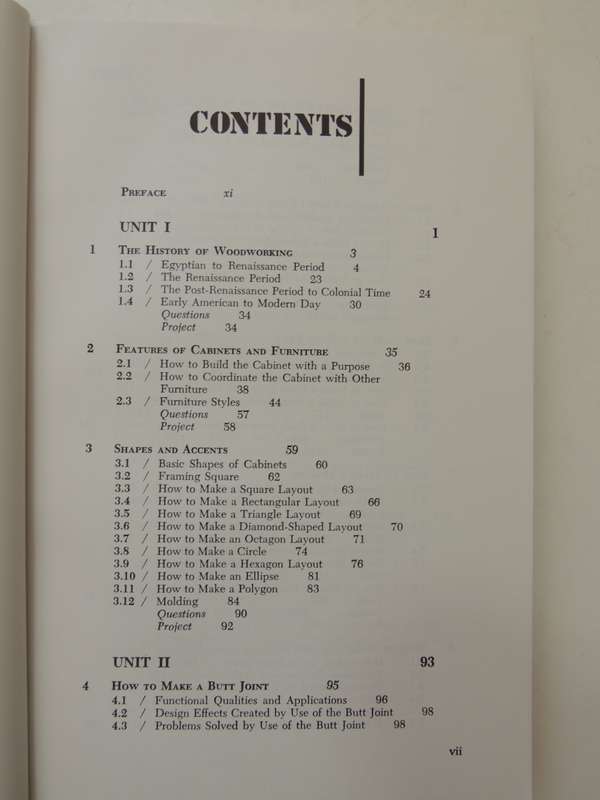 CONTENTS
PREFACE xi
UNIT I 1
1 THE HISTORY OF WOODWORKING 3
1.1 / Egyptian to Renaissance Period 4
1.2 / The Renaissance Period 23
1.3 / The Post-Renaissance Period to Colonial Time 24
1.4 / Early American to Modern Day 30
Questions 34
Project 34
2 FEATURES OF CABINETS AND FURNITURE 35
2.1 / How to Build the Cabinet with a Purpose 36
2.2 / How to Coordinate the Cabinet with Other
Furniture 38
2.3 / Furniture Styles 44
Questions 57
Project 58
3 SHAPES AND ACCENTS 59
3.1 / Basic Shapes of Cabinets 60
3.2 / Framing Square 62
3.3 / How to Make a Square Layout 63
3.4 / How to Make a Rectangular Layout 66
3.5 / How to Make a Triangle Layout 69
3.6 / How to Make a Diamond-Shaped Layout 70
3.7 / How to Make an Octagon Layout 71
3.8 / How to Make a Circle 74
3.9 / How to Make a Hexagon Layout 76
3.10 / How to Make an Ellipse 81
3.11 / How to Make a Polygon 83
3.12 / Molding 84
Questions 90
Project 92
UNIT II 93
4 HOW TO MAKE A BUTT JOINT 95
4.1 / Functional Qualities and Applications 96
4.2 / Design Effects Created by Use of the Butt Joint 98
4.3 / Problems Solved by Use of the Butt Joint 98
vii